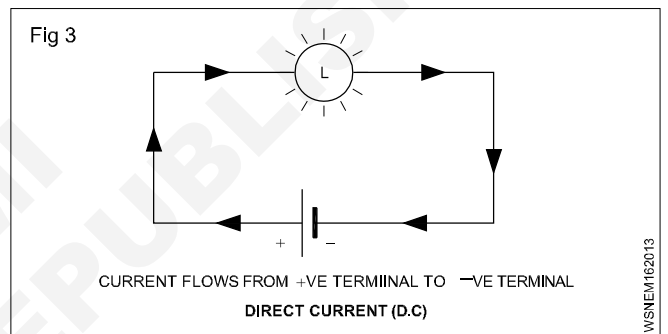 Fig 3
L
+ −
CURRENT FLOWS FROM +VE TERMIINAL TO −VE TERMINAL
DIRECT CURRENT (D.C)
WSNEM162013